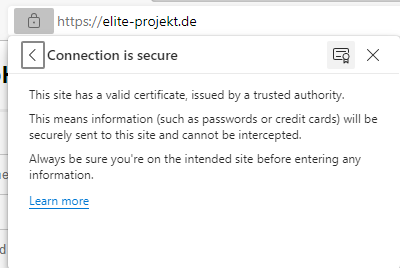 https://elite-projekt.de
Connection is secure
This site has a valid certificate, issued by a trusted authority.
This means information (such as passwords or credit cards) will be
securely sent to this site and cannot be intercepted.
Always be sure you're on the intended site before entering any
information.
Learn more